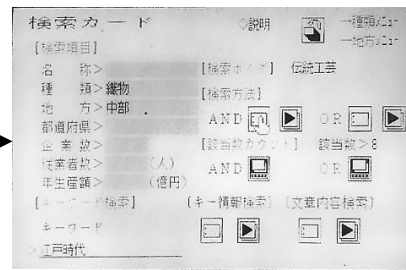 検索カード
◇説明
→種類メニュー
→地方メニュー
[検索項目]
名 称>
[検索ボタン] 伝統工芸
種 類>織物
[検索方法]
地 方>中部
AND OR
都道府県>
企業数>
[該当数カウント] 該当数>8
従業者数> (人)
AND OR
年生産額> (億円)
[キーワード検索]
(キー情報検索) (文章内容検索)
キーワード
>江戸時代